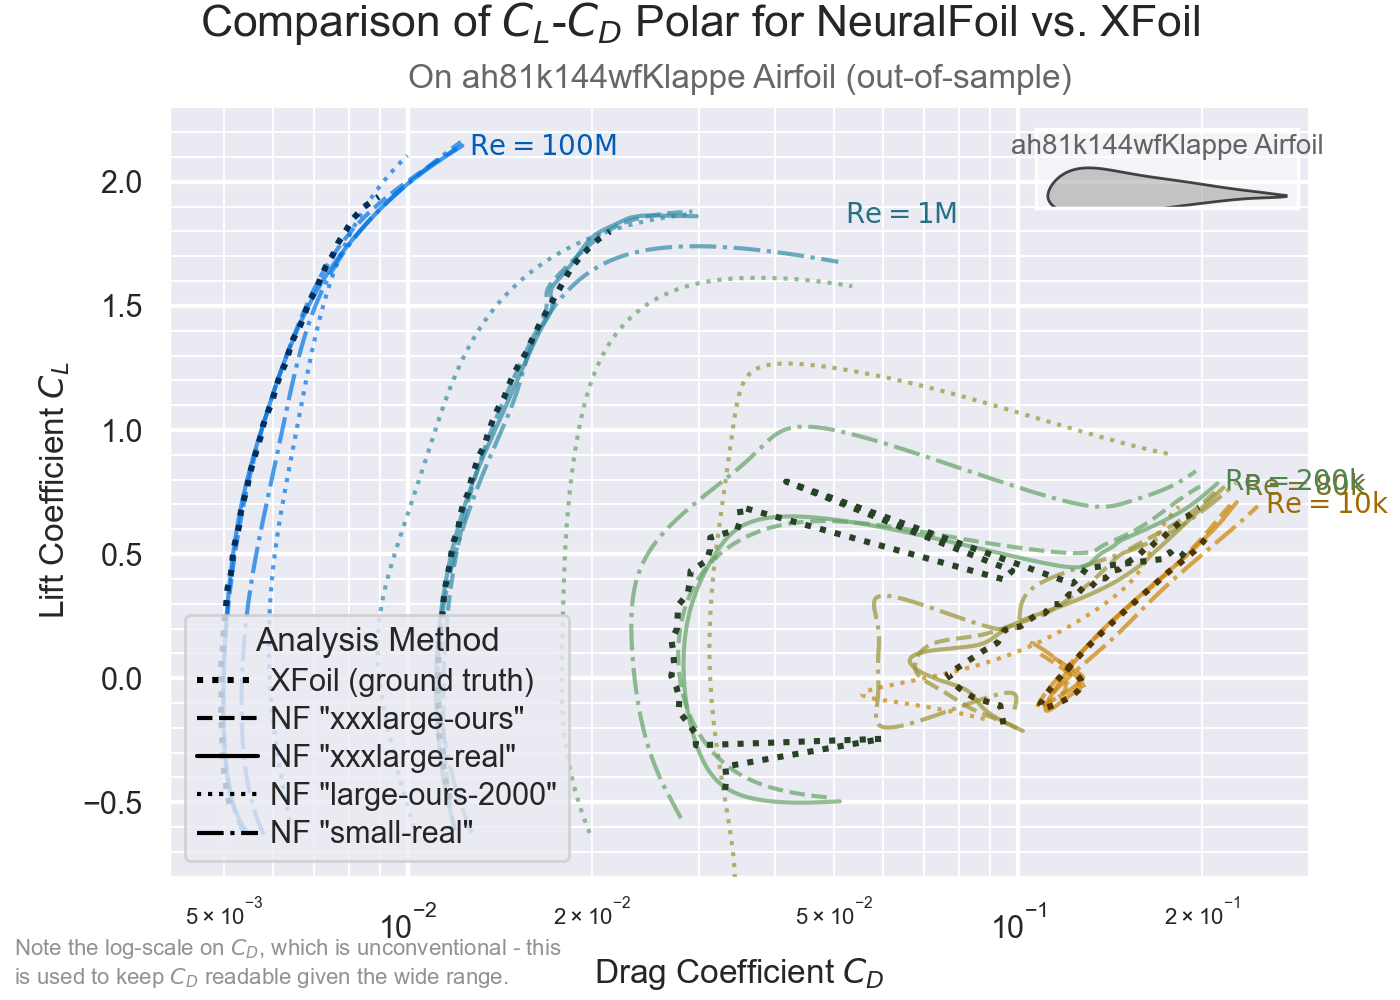 Comparison of C_L-C_D Polar for NeuralFoil vs. XFoil
On ah81k144wfKlappe Airfoil (out-of-sample)
Re = 100M
ah81k144wfKlappe Airfoil
Re = 1M
Re = 200k
Re = 80k
Re = 10k
Lift Coefficient C_L
2.0
1.5
1.0
0.5
0.0
−0.5
Analysis Method
XFoil (ground truth)
NF "xxxlarge-ours"
NF "xxxlarge-real"
NF "large-ours-2000"
NF "small-real"
5 × 10⁻³
10⁻²
2 × 10⁻²
5 × 10⁻²
10⁻¹
2 × 10⁻¹
Drag Coefficient C_D
Note the log-scale on C_D, which is unconventional - this
is used to keep C_D readable given the wide range.